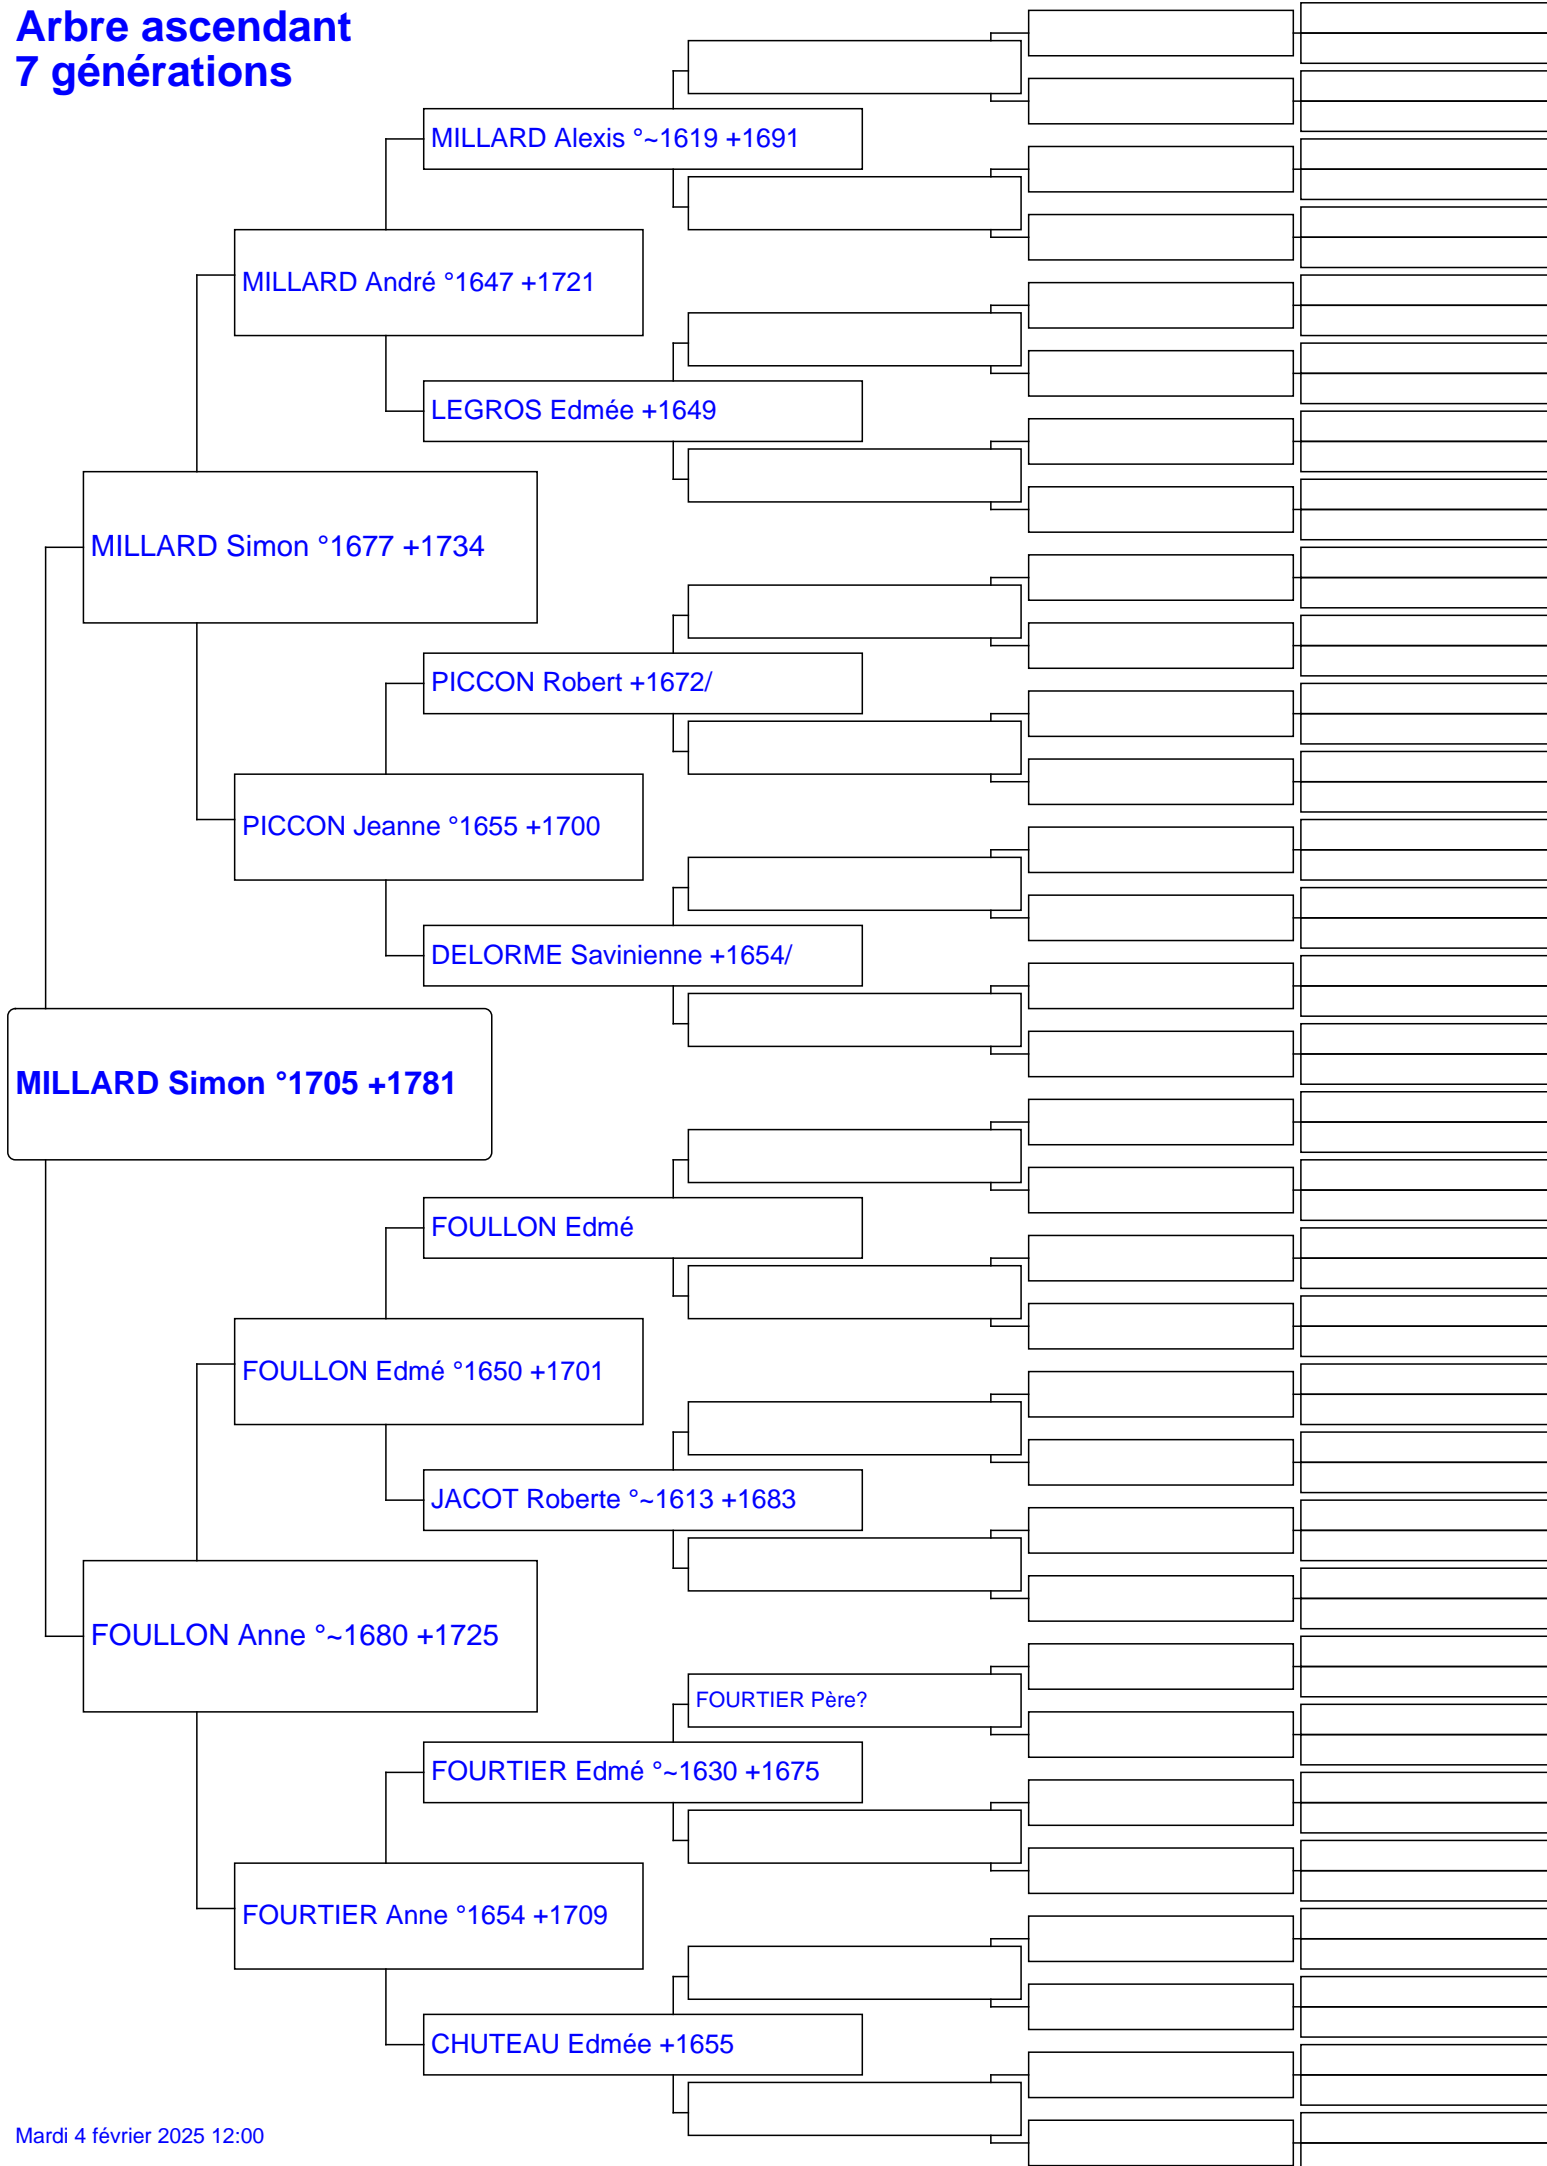 Arbre ascendant
7 générations
MILLARD Alexis °~1619 +1691
MILLARD André °1647 +1721
LEGROS Edmée +1649
MILLARD Simon °1677 +1734
PICCON Robert +1672/
PICCON Jeanne °1655 +1700
DELORME Savinienne +1654/
MILLARD Simon °1705 +1781
FOULLON Edmé
FOULLON Edmé °1650 +1701
JACOT Roberte °~1613 +1683
FOULLON Anne °~1680 +1725
FOURTIER Père?
FOURTIER Edmé °~1630 +1675
FOURTIER Anne °1654 +1709
CHUTEAU Edmée +1655
Mardi 4 février 2025 12:00